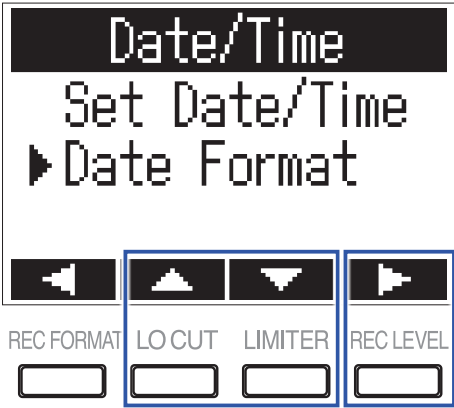 Date/Time
Set Date/Time
Date Format
REC FORMAT LO CUT LIMITER REC LEVEL